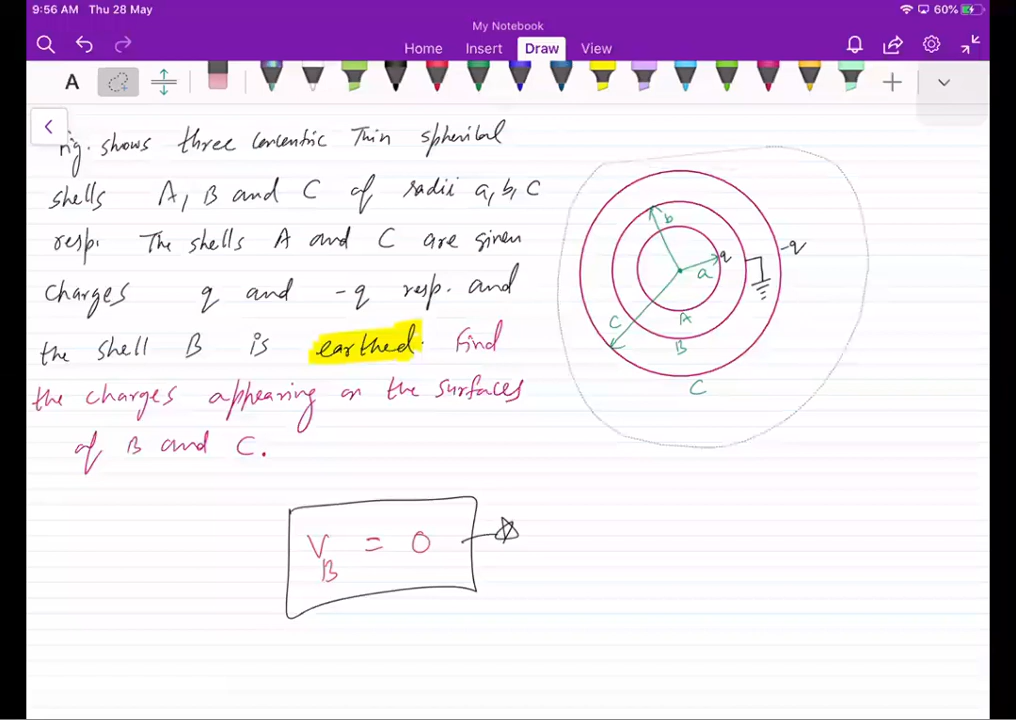 9:56 AM Thu 28 May
60%
My Notebook
Home Insert Draw View
A
Fig. shows three concentric Thin spherical
shells A, B and C of radii a, b, c
resp. The shells A and C are given
charges q and -q resp. and
the shell B is earthed. Find
the charges appearing on the surfaces
of B and C.
b
q
-q
a
C
A
B
C
V_B = 0